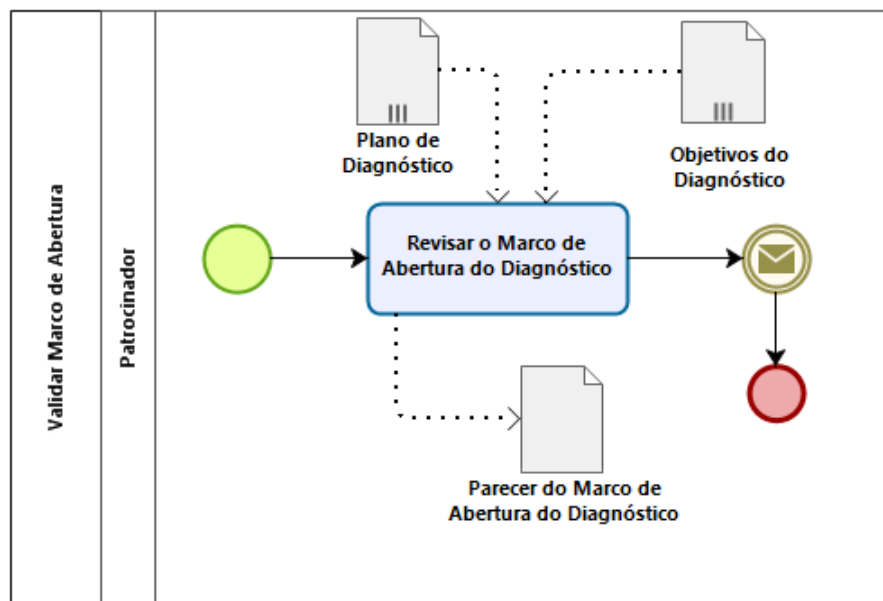 Validar Marco de Abertura
Patrocinador
Plano de
Diagnóstico
Objetivos do
Diagnóstico
Revisar o Marco de
Abertura do Diagnóstico
Parecer do Marco de
Abertura do Diagnóstico